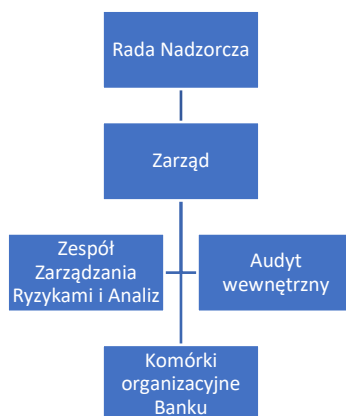 Rada Nadzorcza
Zarząd
Zespół
Zarządzania
Ryzykami i Analiz
Audyt
wewnętrzny
Komórki
organizacyjne
Banku